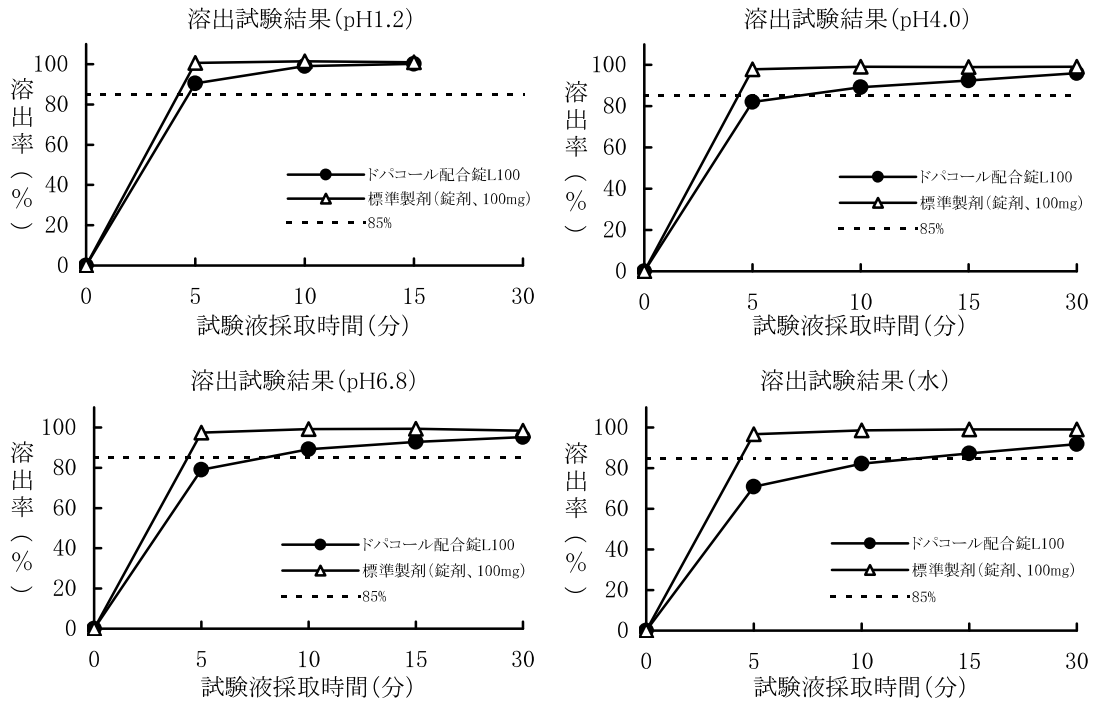 溶出試験結果(pH1.2)
100
80
60
40
20
0
溶出率(%)
ドパコール配合錠L100
標準製剤(錠剤、100mg)
85%
0 5 10 15 30
試験液採取時間(分)
溶出試験結果(pH4.0)
100
80
60
40
20
0
溶出率(%)
ドパコール配合錠L100
標準製剤(錠剤、100mg)
85%
0 5 10 15 30
試験液採取時間(分)
溶出試験結果(pH6.8)
100
80
60
40
20
0
溶出率(%)
ドパコール配合錠L100
標準製剤(錠剤、100mg)
85%
0 5 10 15 30
試験液採取時間(分)
溶出試験結果(水)
100
80
60
40
20
0
溶出率(%)
ドパコール配合錠L100
標準製剤(錠剤、100mg)
85%
0 5 10 15 30
試験液採取時間(分)